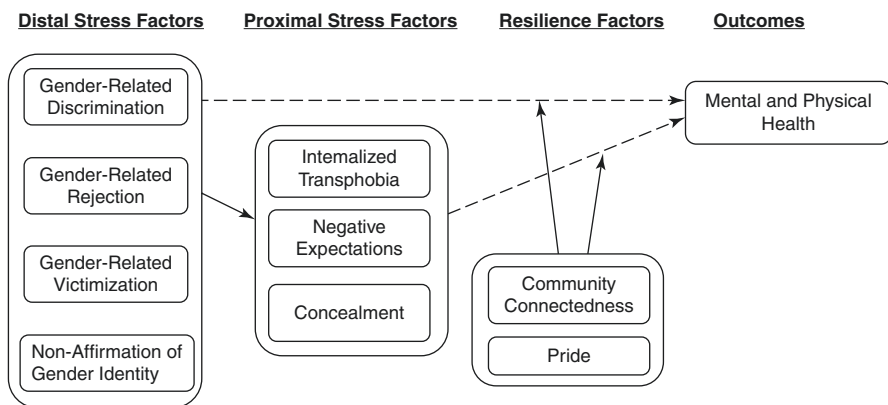 Distal Stress Factors
Proximal Stress Factors
Resilience Factors
Outcomes
Gender-Related
Discrimination
Gender-Related
Rejection
Gender-Related
Victimization
Non-Affirmation of
Gender Identity
Intemalized
Transphobia
Negative
Expectations
Concealment
Community
Connectedness
Pride
Mental and Physical
Health